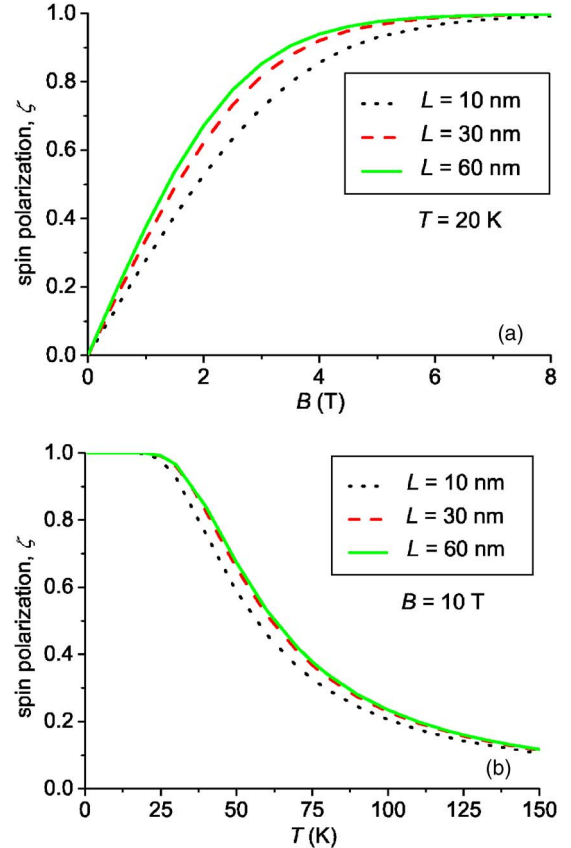 1.0
0.8
0.6
0.4
0.2
0.0
spin polarization, ζ
L = 10 nm
L = 30 nm
L = 60 nm
T = 20 K
(a)
0 2 4 6 8
B (T)
1.0
0.8
0.6
0.4
0.2
0.0
spin polarization, ζ
L = 10 nm
L = 30 nm
L = 60 nm
B = 10 T
(b)
0 25 50 75 100 125 150
T (K)